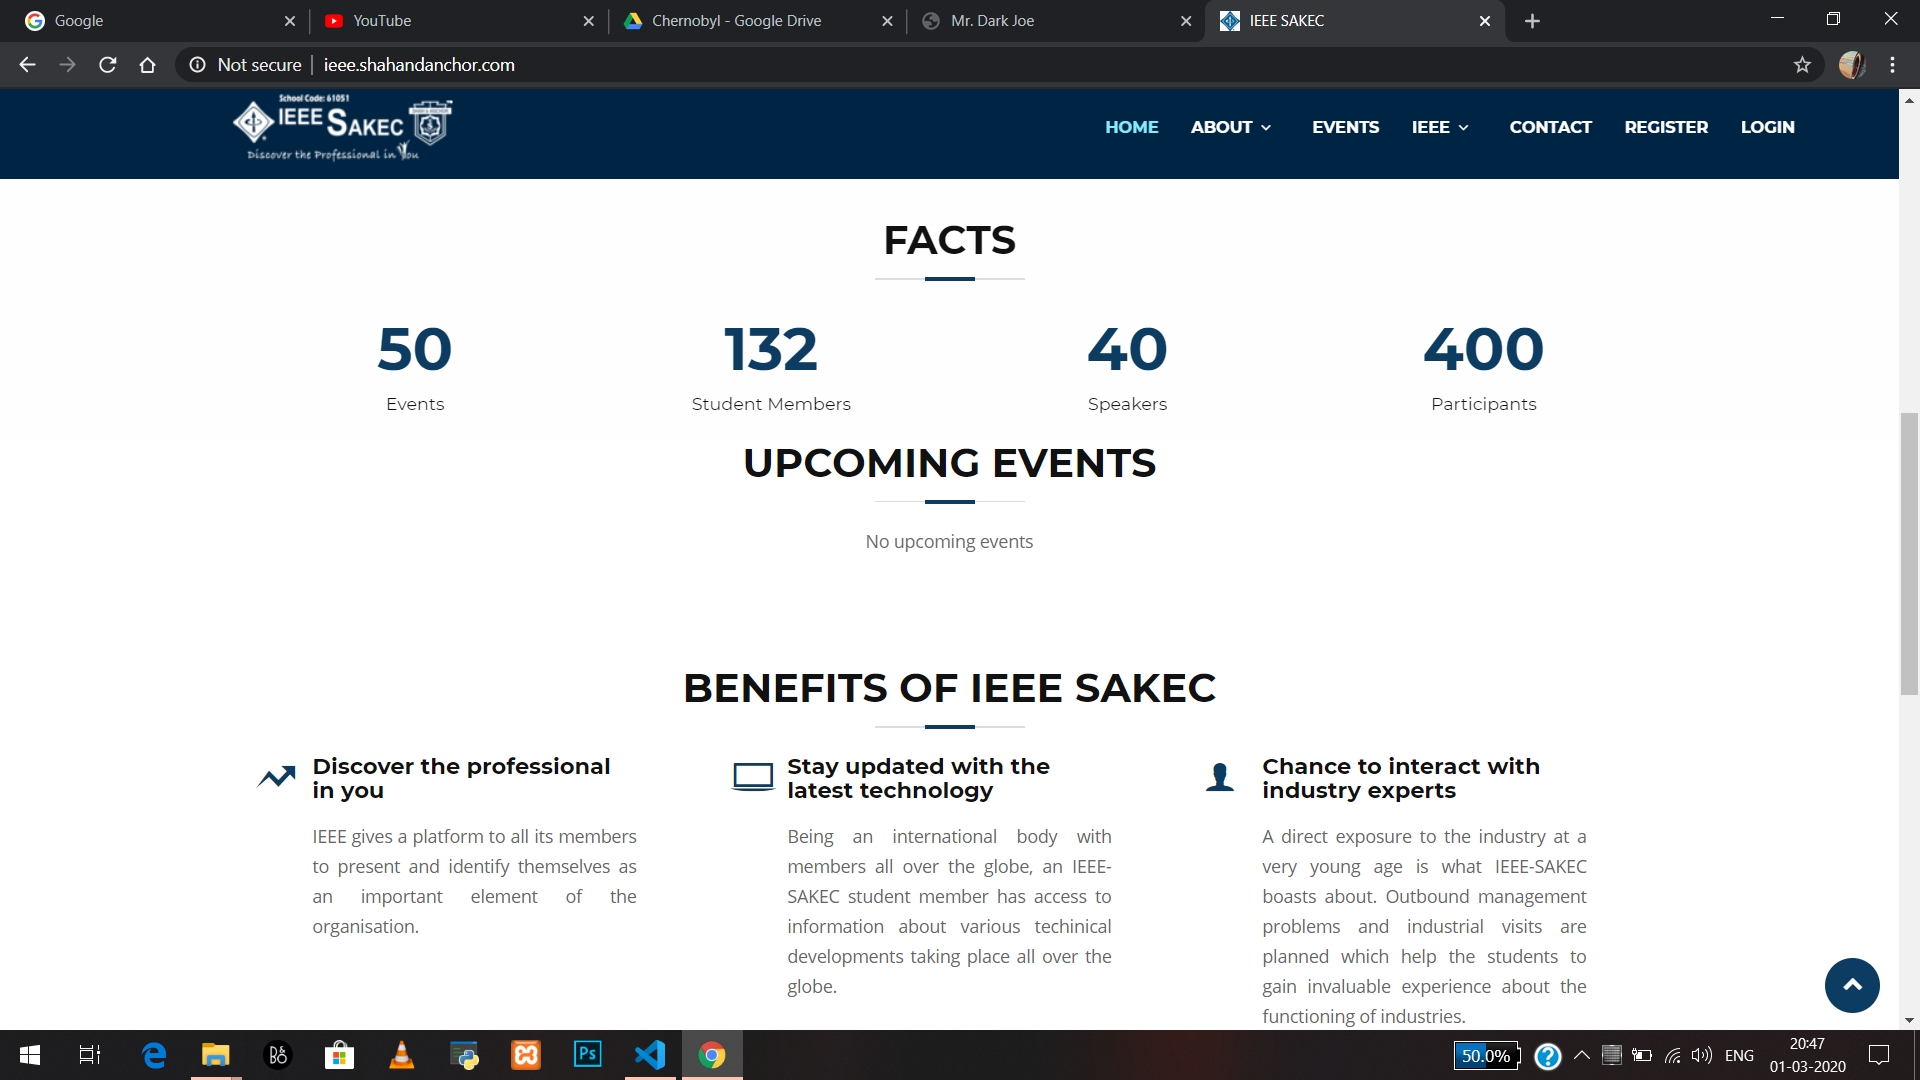 Google
YouTube
Chernobyl - Google Drive
Mr. Dark Joe
IEEE SAKEC
Not secure
ieee.shahandanchor.com
School Code: 61051
IEEE SAKEC
Discover the Professional in You
HOME
ABOUT
EVENTS
IEEE
CONTACT
REGISTER
LOGIN
FACTS
50
132
40
400
Events
Student Members
Speakers
Participants
UPCOMING EVENTS
No upcoming events
BENEFITS OF IEEE SAKEC
Discover the professional
in you
IEEE gives a platform to all its members
to present and identify themselves as
an important element of the
organisation.
Stay updated with the
latest technology
Being an international body with
members all over the globe, an IEEE-
SAKEC student member has access to
information about various techinical
developments taking place all over the
globe.
Chance to interact with
industry experts
A direct exposure to the industry at a
very young age is what IEEE-SAKEC
boasts about. Outbound management
problems and industrial visits are
planned which help the students to
gain invaluable experience about the
functioning of industries.
Ps
50.0%
ENG
20:47
01-03-2020